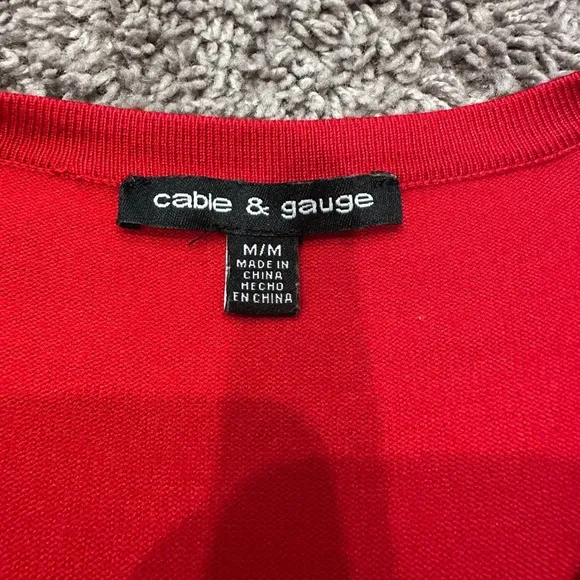 cable & gauge
M/M
MADE IN
CHINA
HECHO
EN CHINA